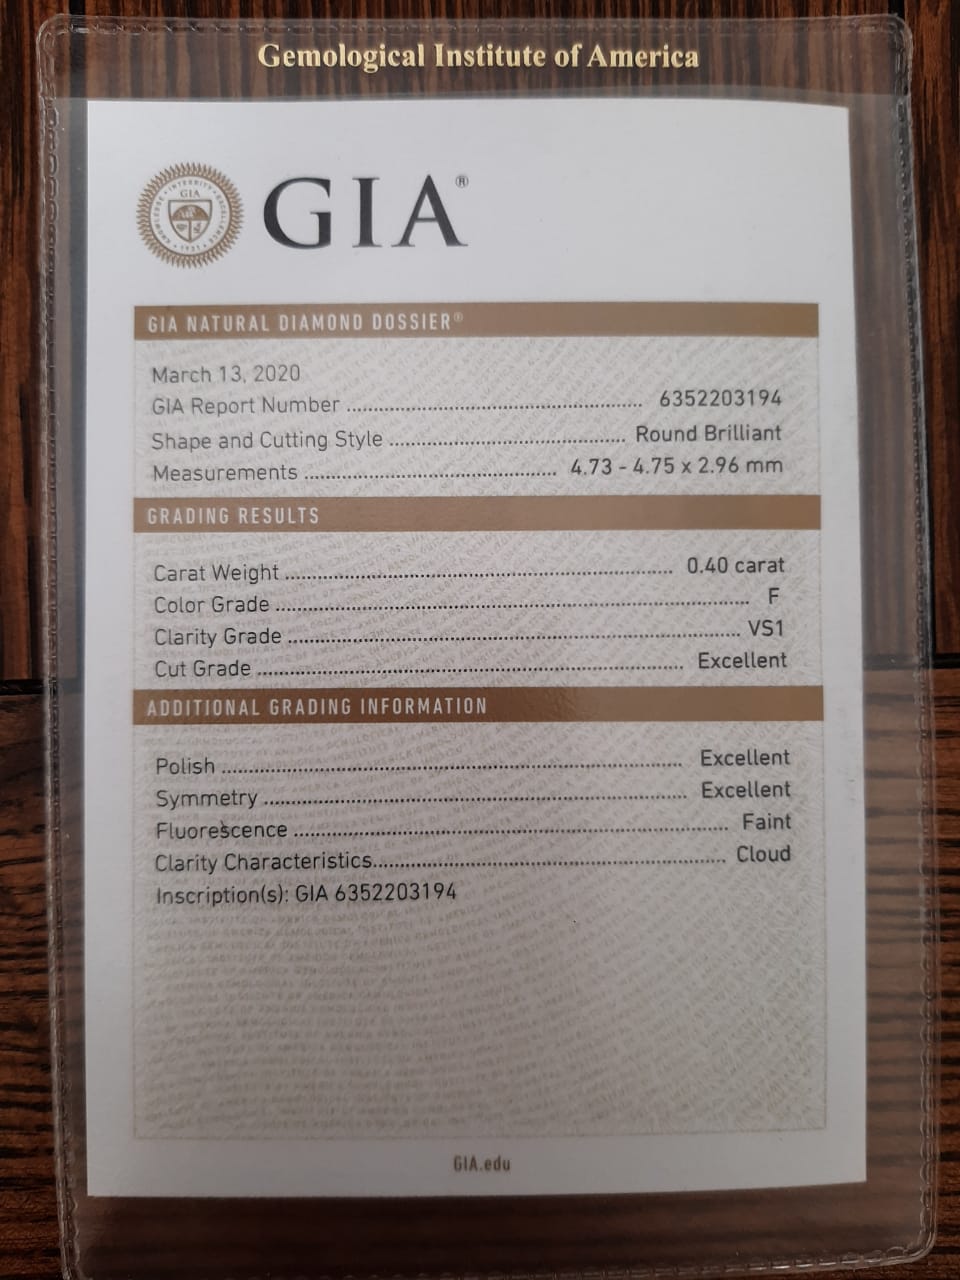 Gemological Institute of America
GIA®
GIA NATURAL DIAMOND DOSSIER®
March 13, 2020
GIA Report Number ........................................................ 6352203194
Shape and Cutting Style ............................................. Round Brilliant
Measurements ................................................ 4.73 - 4.75 x 2.96 mm
GRADING RESULTS
Carat Weight ........................................................................ 0.40 carat
Color Grade ......................................................................................... F
Clarity Grade ................................................................................... VS1
Cut Grade ............................................................................... Excellent
ADDITIONAL GRADING INFORMATION
Polish ..................................................................................... Excellent
Symmetry .............................................................................. Excellent
Fluorescence ................................................................................ Faint
Clarity Characteristics................................................................. Cloud
Inscription(s): GIA 6352203194
GIA.edu